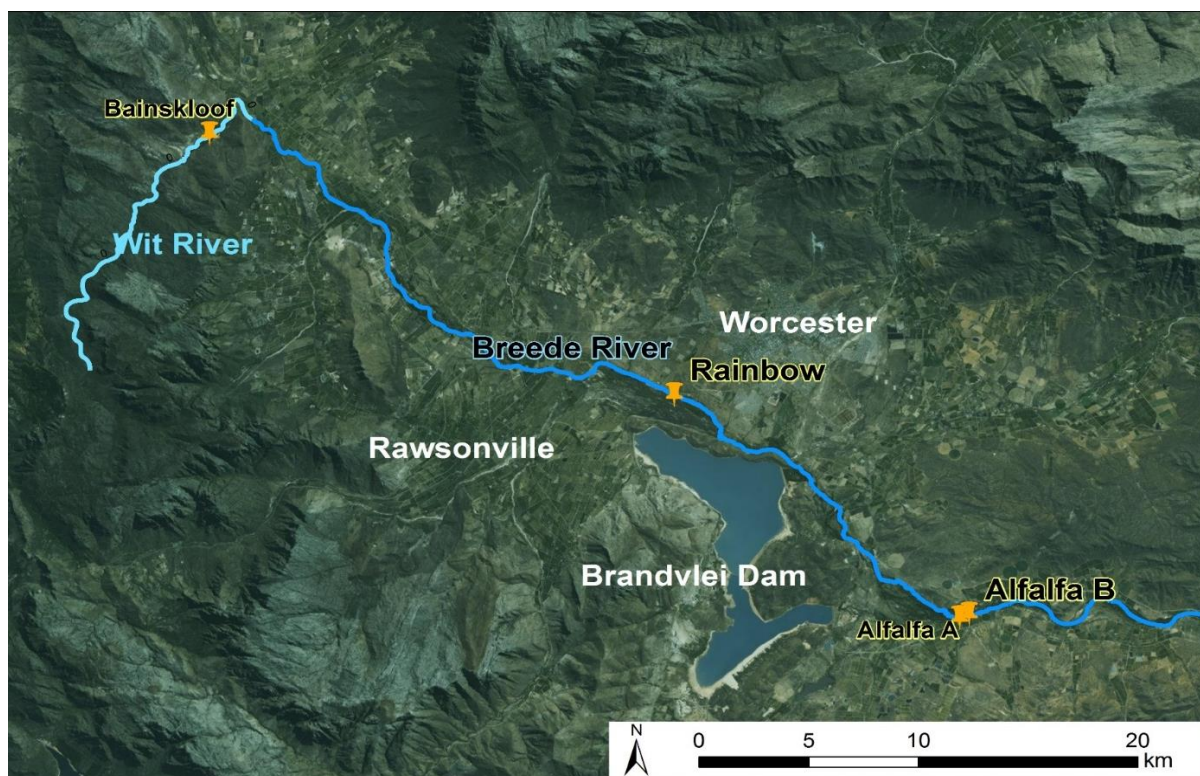 Bainskloof
Wit River
Worcester
Breede River
Rainbow
Rawsonville
Brandvlei Dam
Alfalfa B
Alfalfa A
N
0 5 10 20
km